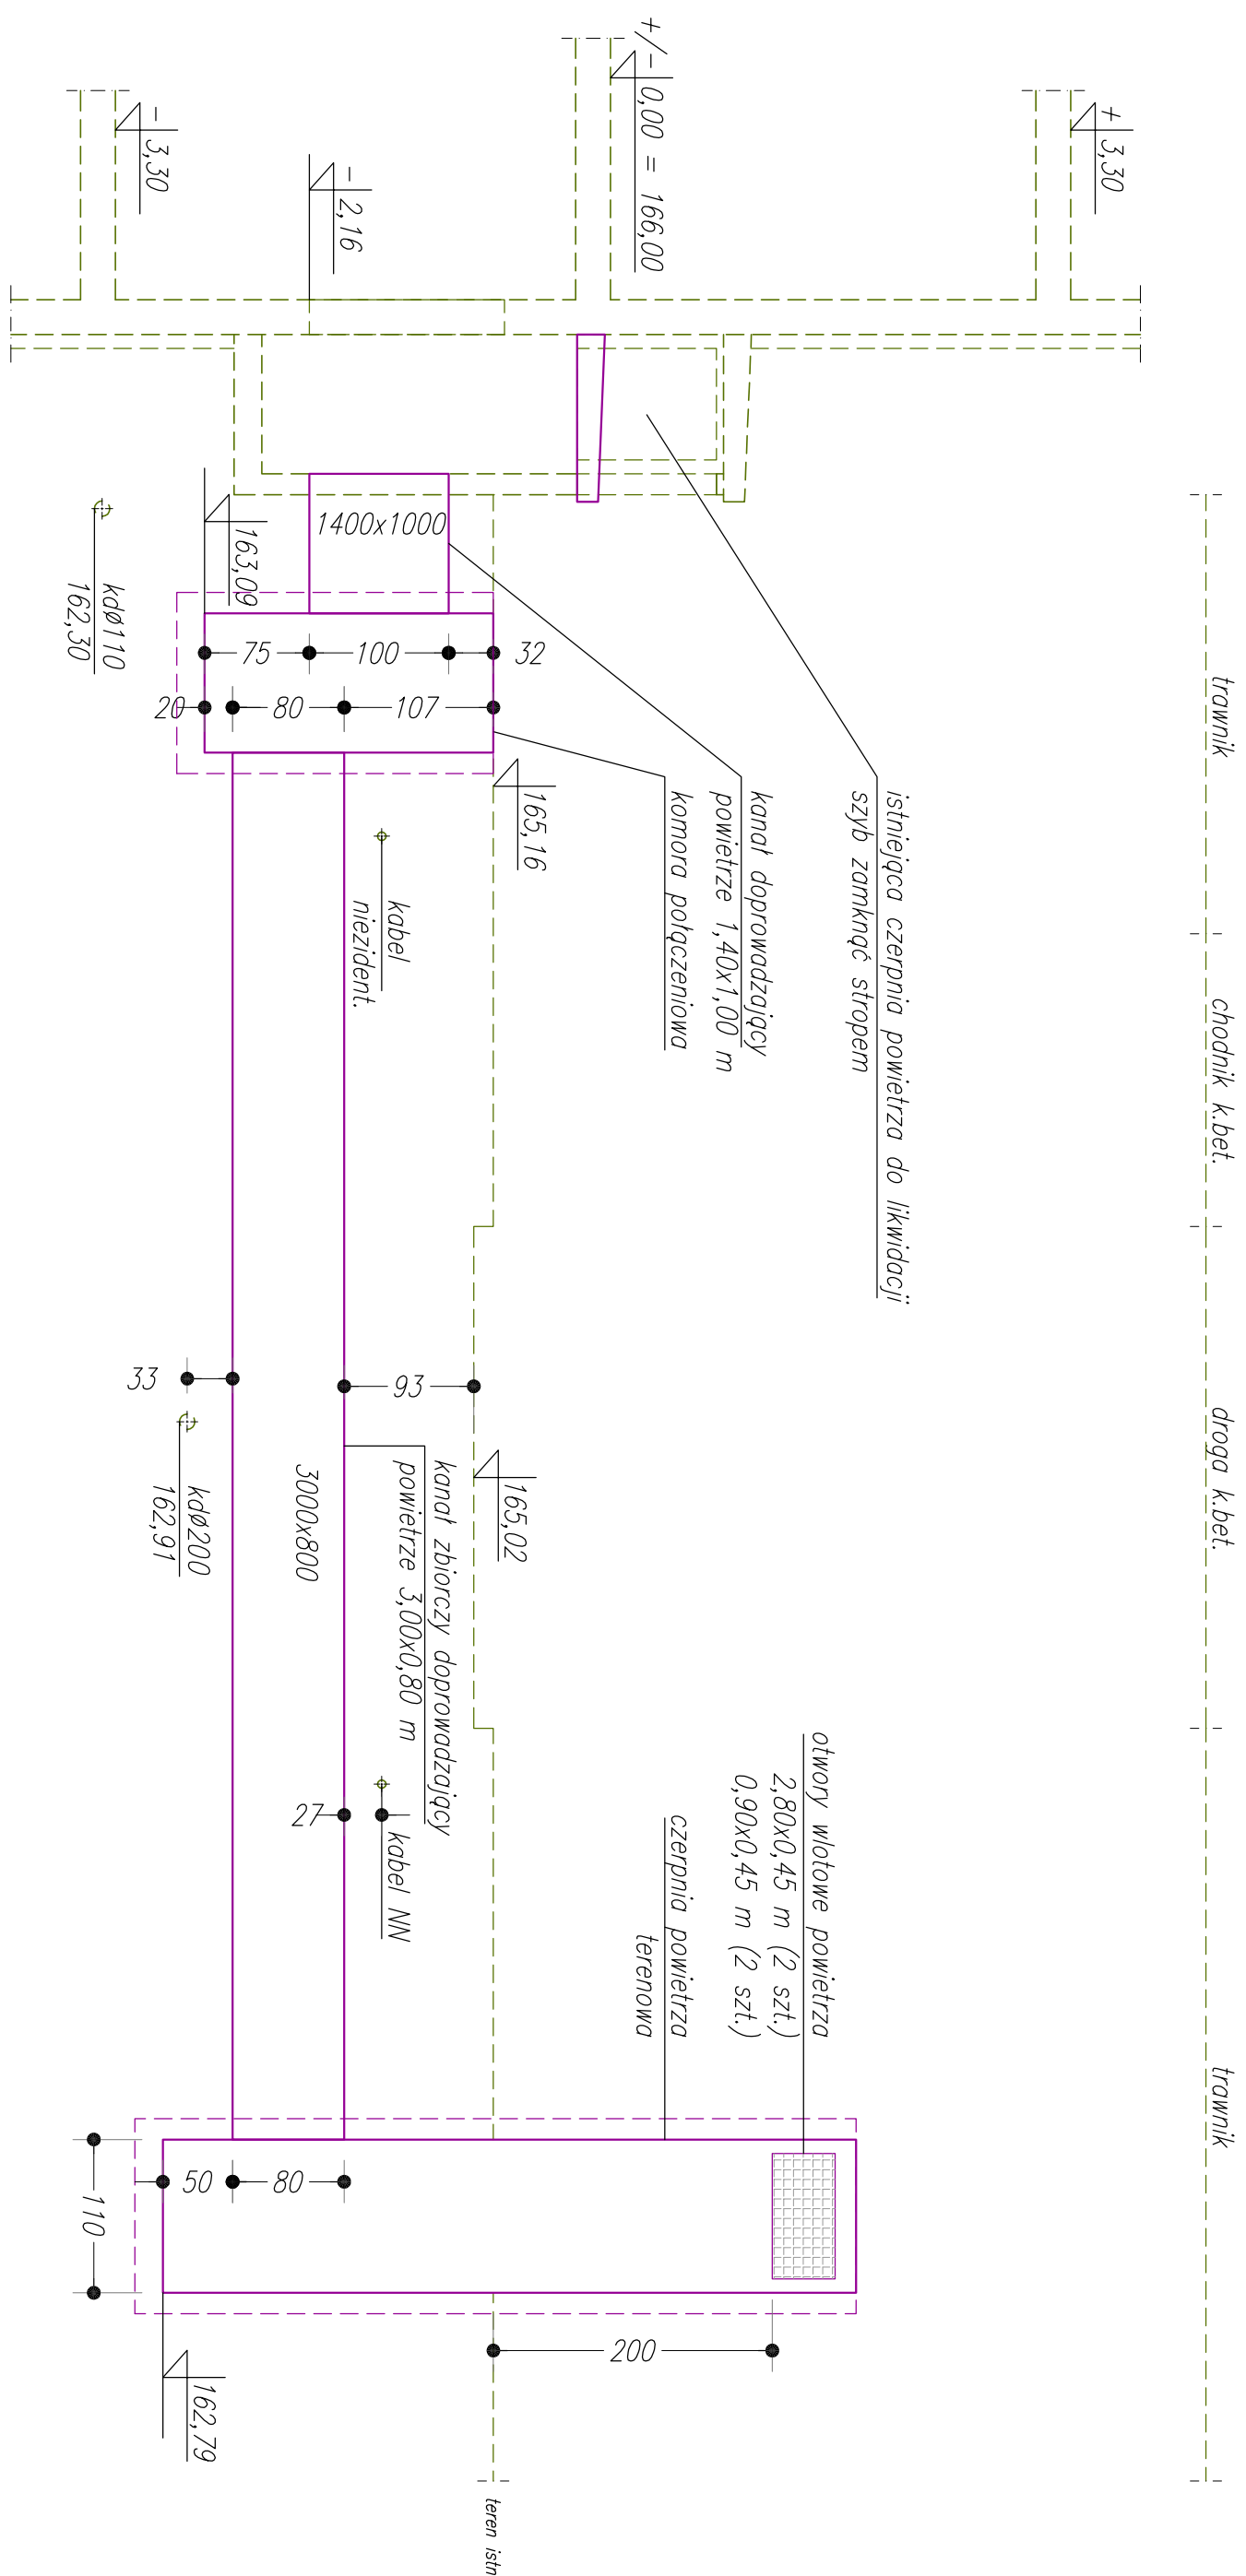 trawnik
chodnik k.bet.
droga k.bet.
trawnik
+ 3,30
+/- 0,00 = 166,00
- 2,16
- 3,30
istniejąca czerpnia powietrza do likwidacji
szyb zamknąć stropem
kanał doprowadzający
powietrze 1,40x1,00 m
komora połączeniowa
otwory wlotowe powietrza
2,80x0,45 m (2 szt.)
0,90x0,45 m (2 szt.)
czerpnia powietrza
terenowa
200
teren istn
165,16
165,02
32
100
75
107
80
20
1400x1000
163,09
kdø110
162,30
kabel
niezident.
93
33
kanał zbiorczy doprowadzający
powietrze 3,00x0,80 m
3000x800
kdø200
162,91
27
kabel NN
80
50
110
162,79